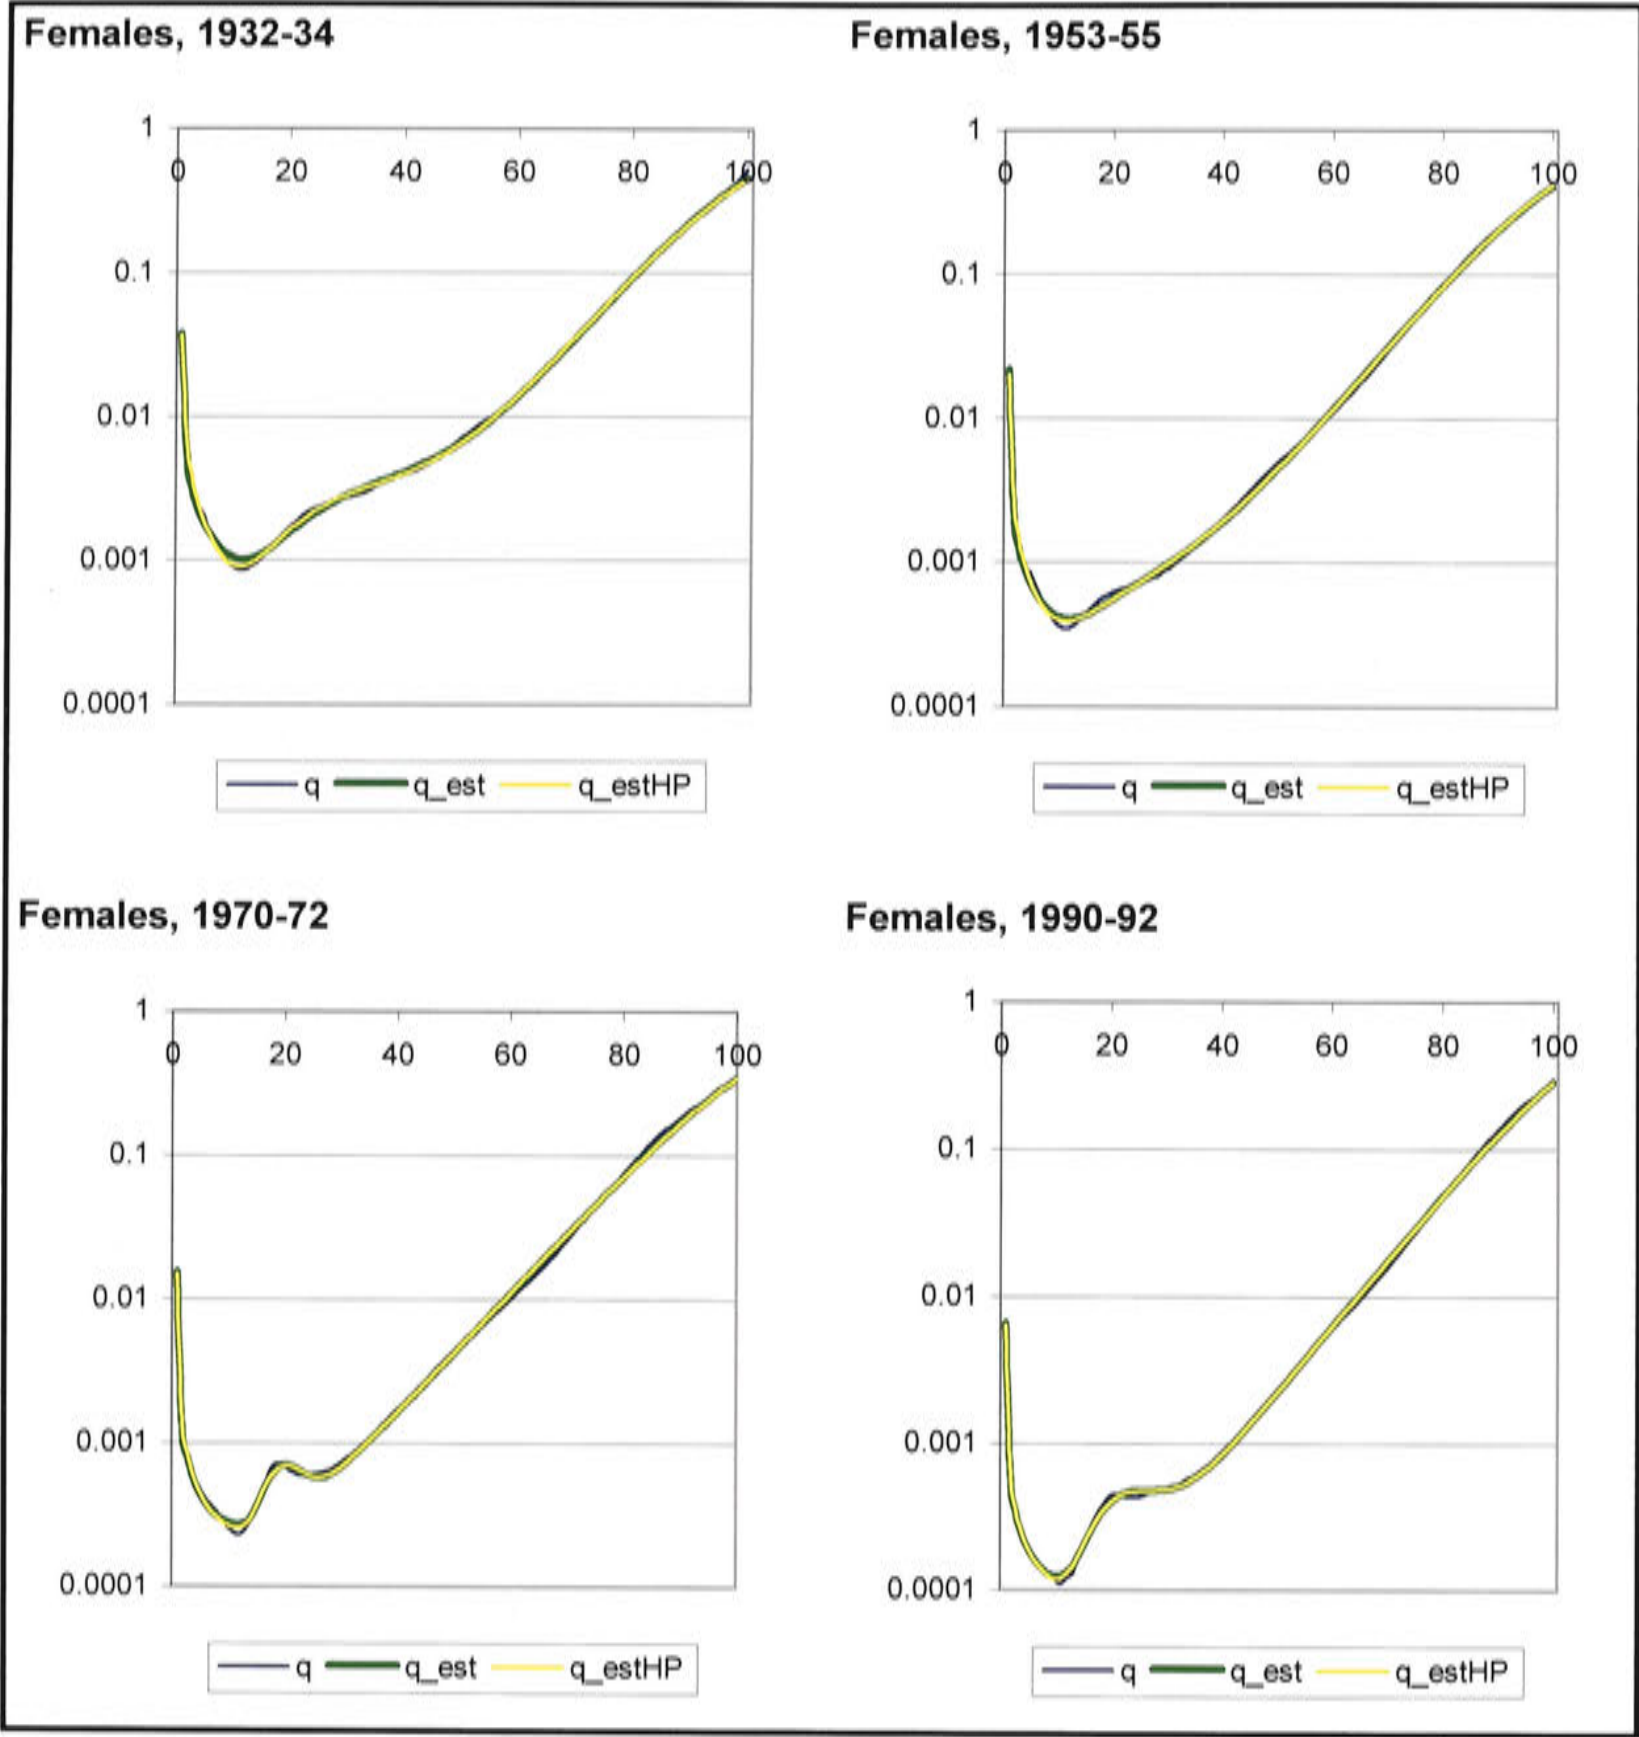 Females, 1932-34
1
0 20 40 60 80 100
0.1
0.01
0.001
0.0001
q q_est q_estHP
Females, 1953-55
1
0 20 40 60 80 100
0.1
0.01
0.001
0.0001
q q_est q_estHP
Females, 1970-72
1
0 20 40 60 80 100
0.1
0.01
0.001
0.0001
q q_est q_estHP
Females, 1990-92
1
0 20 40 60 80 100
0.1
0.01
0.001
0.0001
q q_est q_estHP